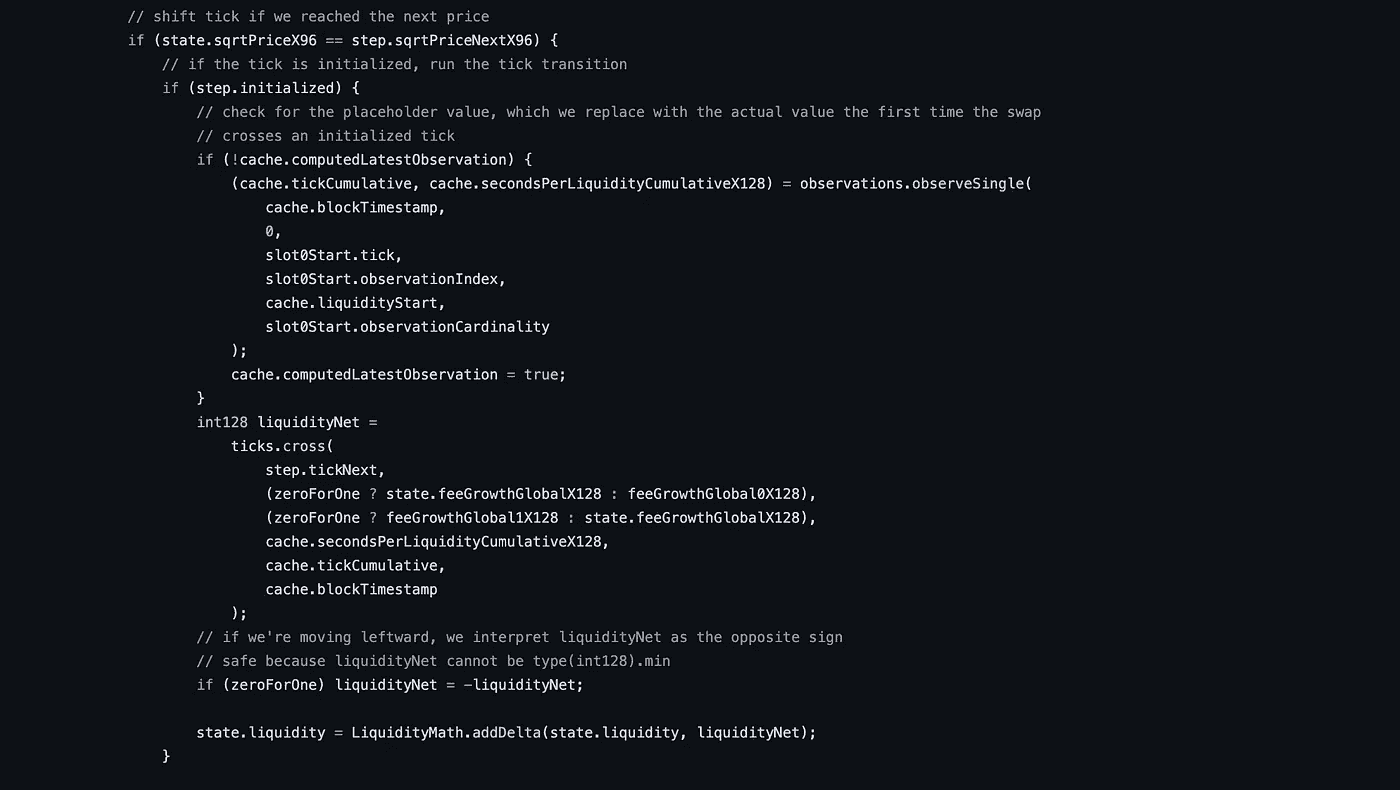 // shift tick if we reached the next price
if (state.sqrtPriceX96 == step.sqrtPriceNextX96) {
// if the tick is initialized, run the tick transition
if (step.initialized) {
// check for the placeholder value, which we replace with the actual value the first time the swap
// crosses an initialized tick
if (!cache.computedLatestObservation) {
(cache.tickCumulative, cache.secondsPerLiquidityCumulativeX128) = observations.observeSingle(
cache.blockTimestamp,
0,
slot0Start.tick,
slot0Start.observationIndex,
cache.liquidityStart,
slot0Start.observationCardinality
);
cache.computedLatestObservation = true;
}
int128 liquidityNet =
ticks.cross(
step.tickNext,
(zeroForOne ? state.feeGrowthGlobalX128 : feeGrowthGlobal0X128),
(zeroForOne ? feeGrowthGlobal1X128 : state.feeGrowthGlobalX128),
cache.secondsPerLiquidityCumulativeX128,
cache.tickCumulative,
cache.blockTimestamp
);
// if we're moving leftward, we interpret liquidityNet as the opposite sign
// safe because liquidityNet cannot be type(int128).min
if (zeroForOne) liquidityNet = -liquidityNet;
state.liquidity = LiquidityMath.addDelta(state.liquidity, liquidityNet);
}